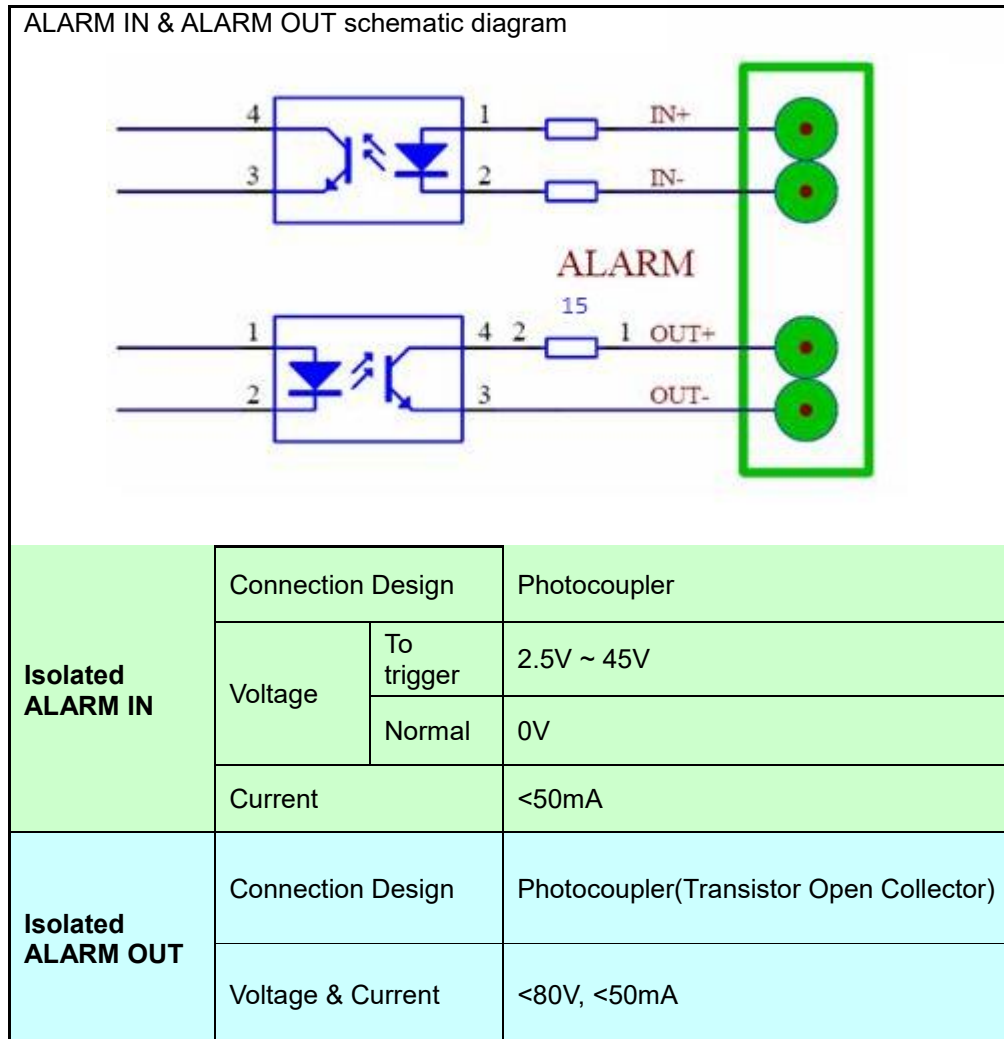 ALARM IN & ALARM OUT schematic diagram
4 1 IN+
3 2 IN-
ALARM
15
1 4 2 1 OUT+
2 3 OUT-
Connection Design Photocoupler
Isolated
ALARM IN
Voltage
To
trigger
2.5V ~ 45V
Normal 0V
Current <50mA
Isolated
ALARM OUT
Connection Design Photocoupler(Transistor Open Collector)
Voltage & Current <80V, <50mA